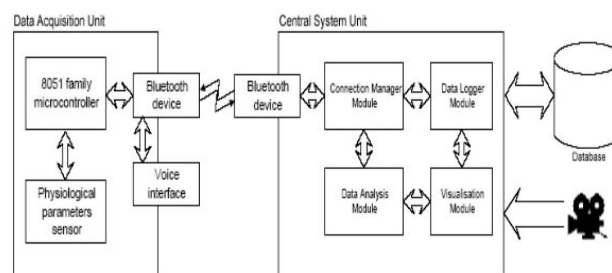 Data Acquisition Unit
Central System Unit
8051 family
microcontroller
Bluetooth
device
Bluetooth
device
Connection Manager
Module
Data Logger
Module
Database
Physiological
parameters
sensor
Voice
interface
Data Analysis
Module
Visualisation
Module